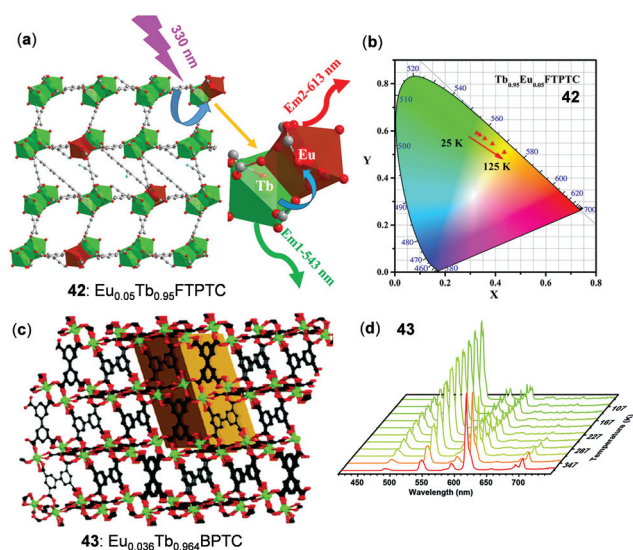 (a)
330 nm
Em2-613 nm
Eu
Tb
Em1-543 nm
42: Eu0.05Tb0.95FTPTC
(b)
Tb0.95Eu0.05FTPTC
42
25 K
125 K
520
510
540
560
580
500
600
620
700
490
480
470
460
380
0.8
0.6
0.4
0.2
0.0
Y
0.0 0.2 0.4 0.6 0.8
X
(c)
43: Eu0.036Tb0.964BPTC
(d) 43
107
167
227
287
347
Temperature (K)
450 500 550 600 650 700
Wavelength (nm)